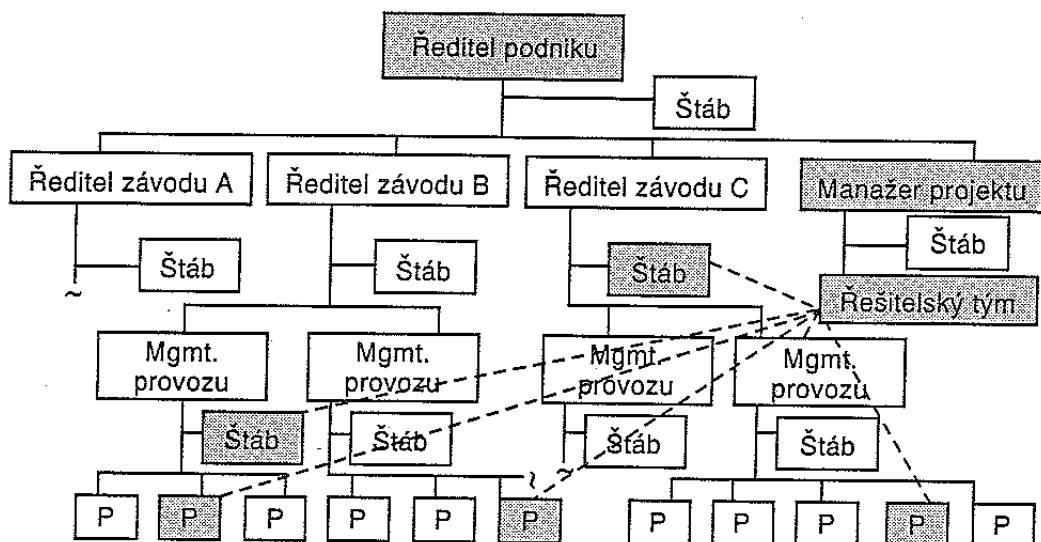 Ředitel podniku
Štáb
Ředitel závodu A
Ředitel závodu B
Ředitel závodu C
Manažer projektu
Štáb
Štáb
Štáb
Štáb
Řešitelský tým
Mgmt.
provozu
Mgmt.
provozu
Mgmt.
provozu
Mgmt.
provozu
Štáb
Štáb
Štáb
Štáb
P
P
P
P
P
P
P
P
P
P
P